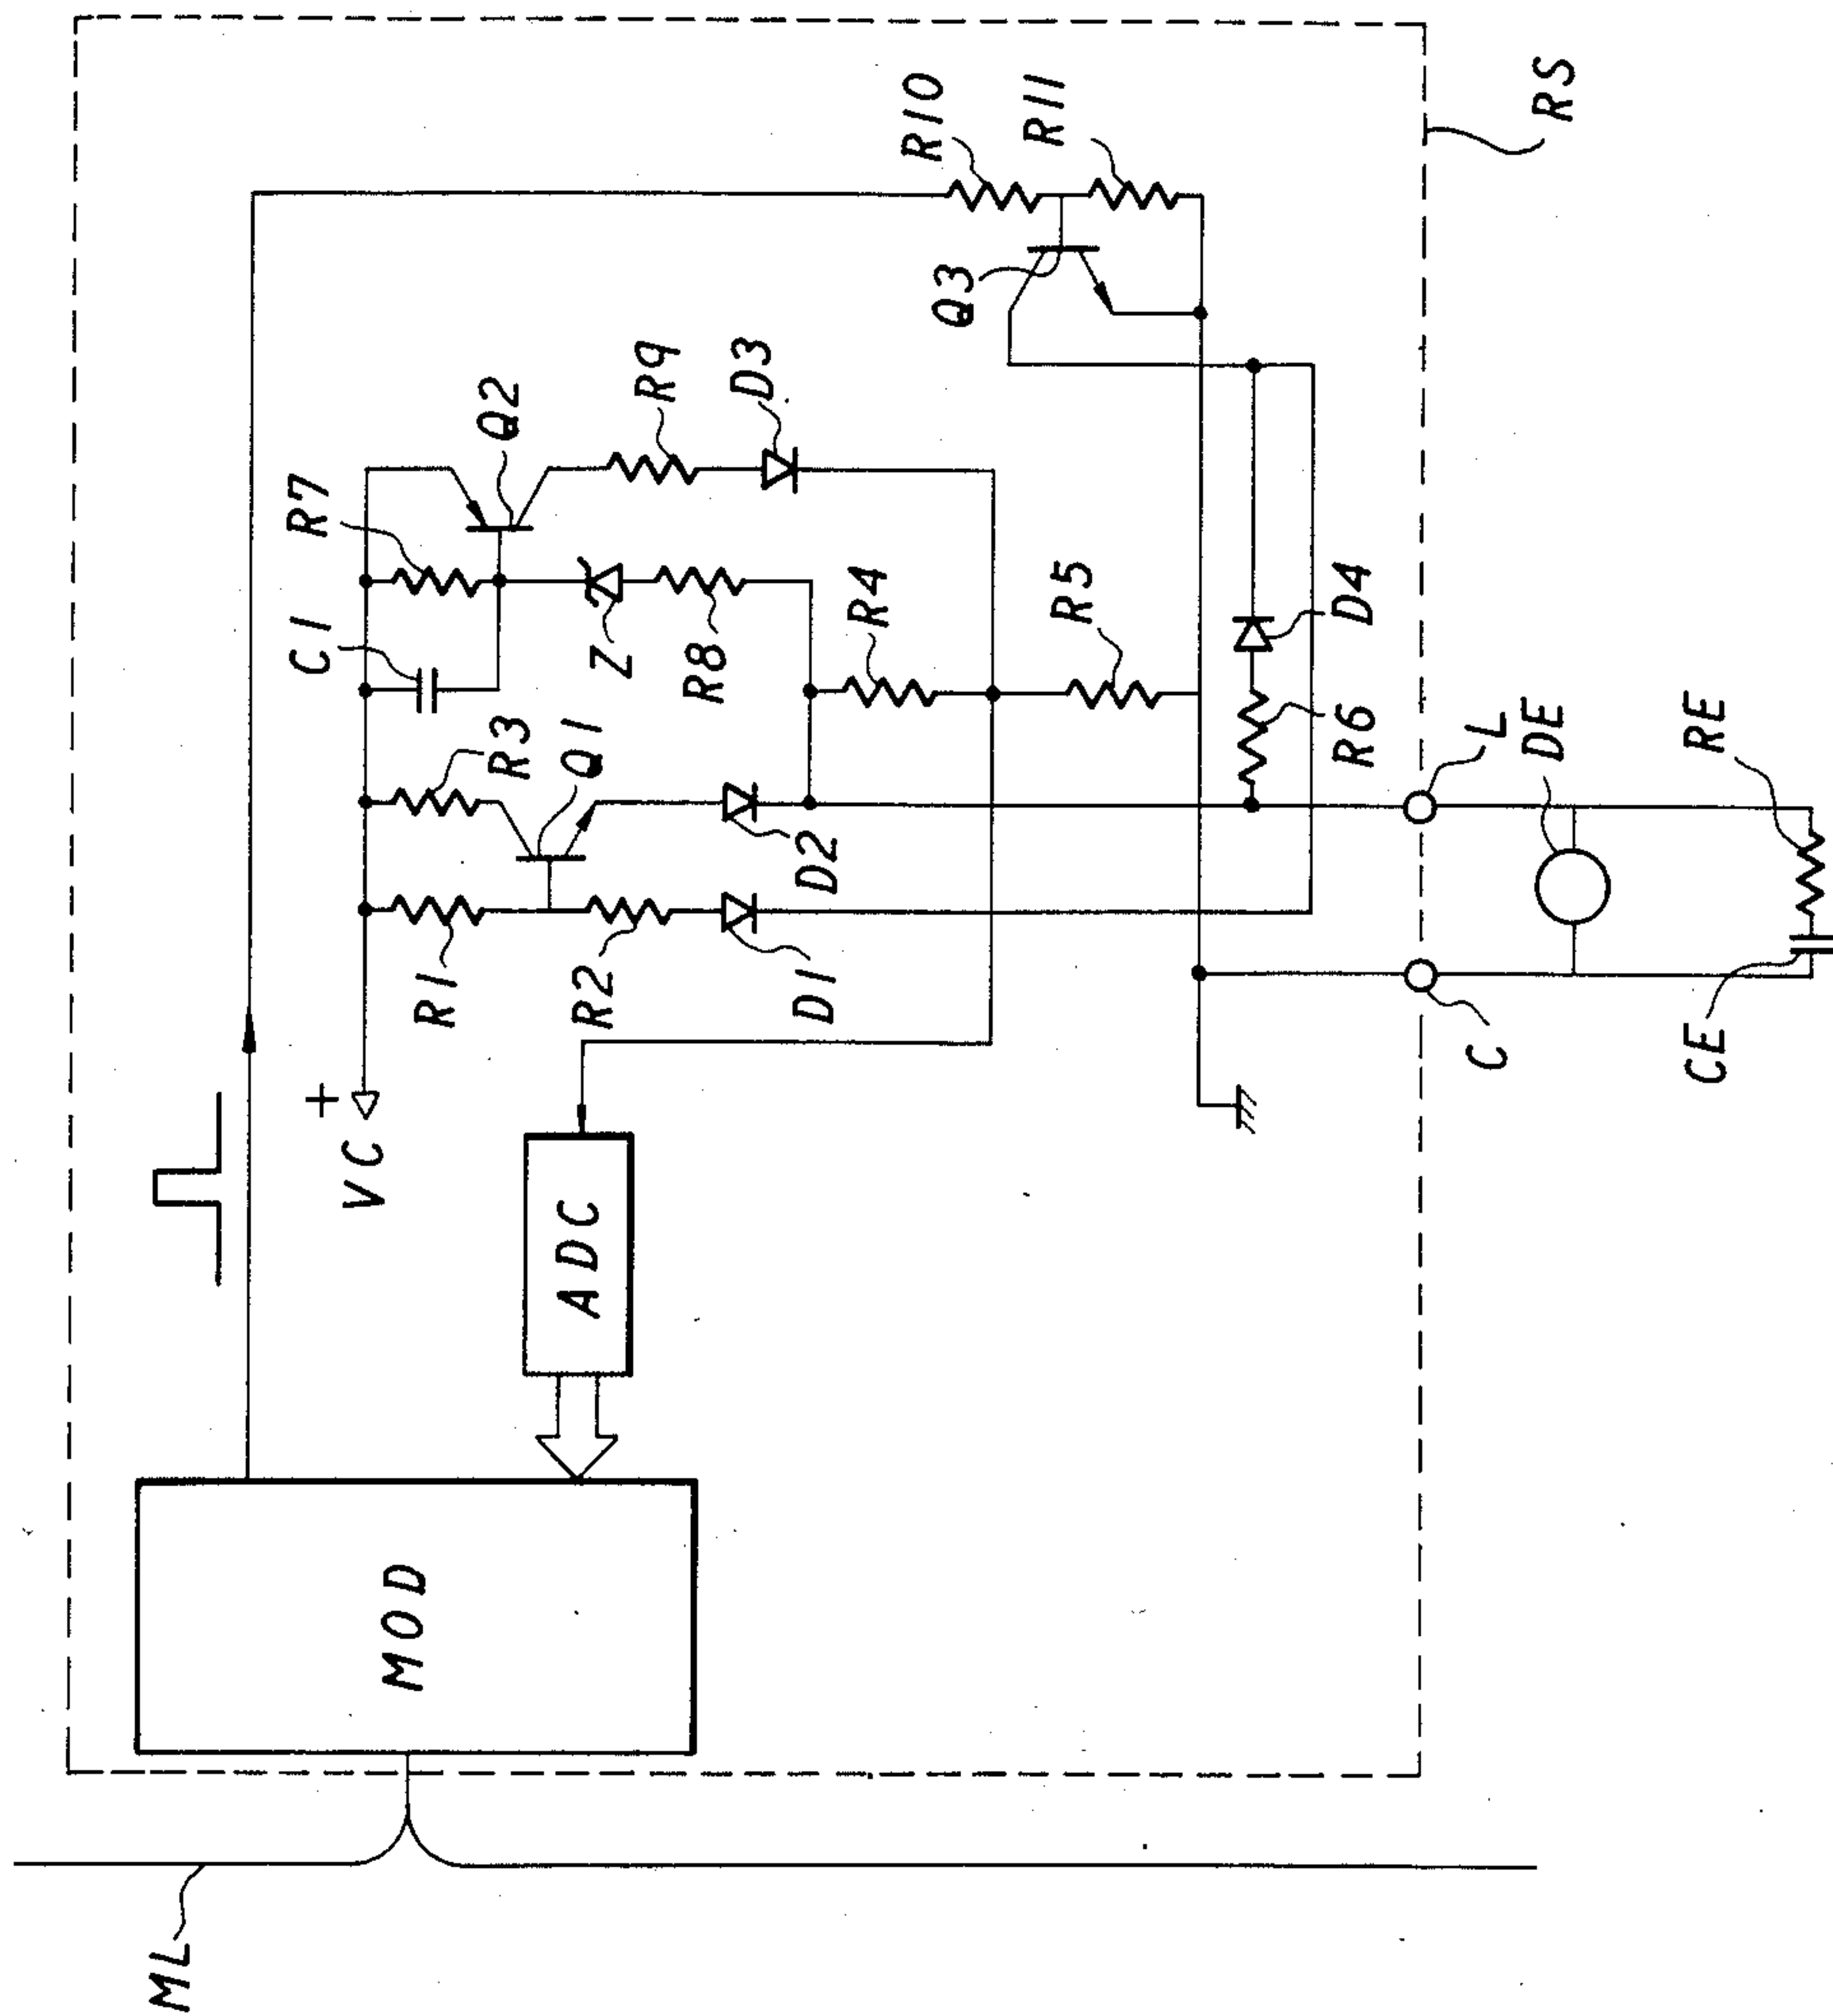 ML
MOD
ADC
+
VC
R1
R2
D1
R3
Q1
D2
C1
R7
Q2
Z
R8
R9
D3
R4
R5
R10
R11
Q3
D4
R6
RS
L
DE
RE
C
CE